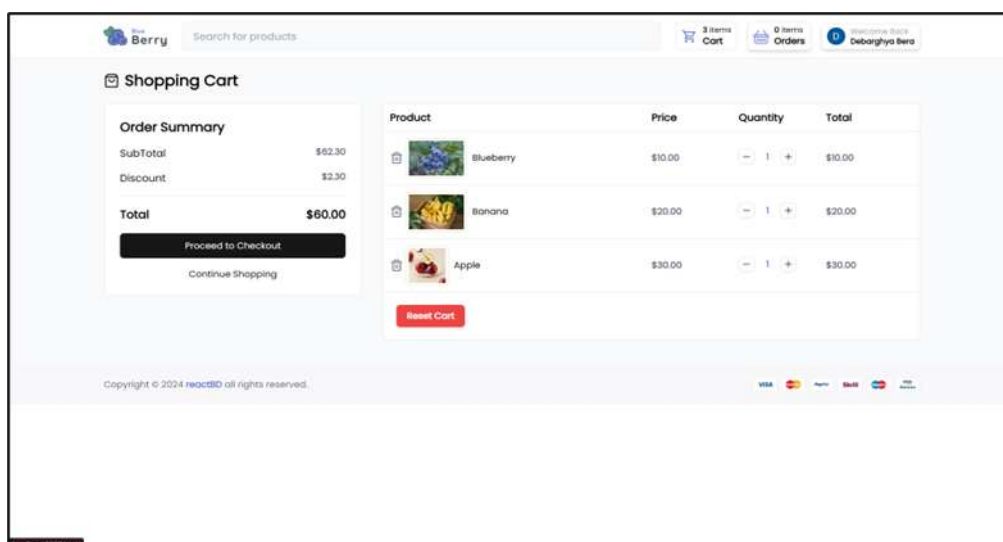 Blue
Berry
Search for products
3 items
Cart
0 items
Orders
D
Welcome Back
Debarghya Bera
Shopping Cart
Order Summary
SubTotal $62.30
Discount $2.30
Total $60.00
Proceed to Checkout
Continue Shopping
Product Price Quantity Total
Blueberry $10.00 − 1 + $10.00
Banana $20.00 − 1 + $20.00
Apple $30.00 − 1 + $30.00
Reset Cart
Copyright © 2024 reactBD all rights reserved.
VISA PayPal Skrill